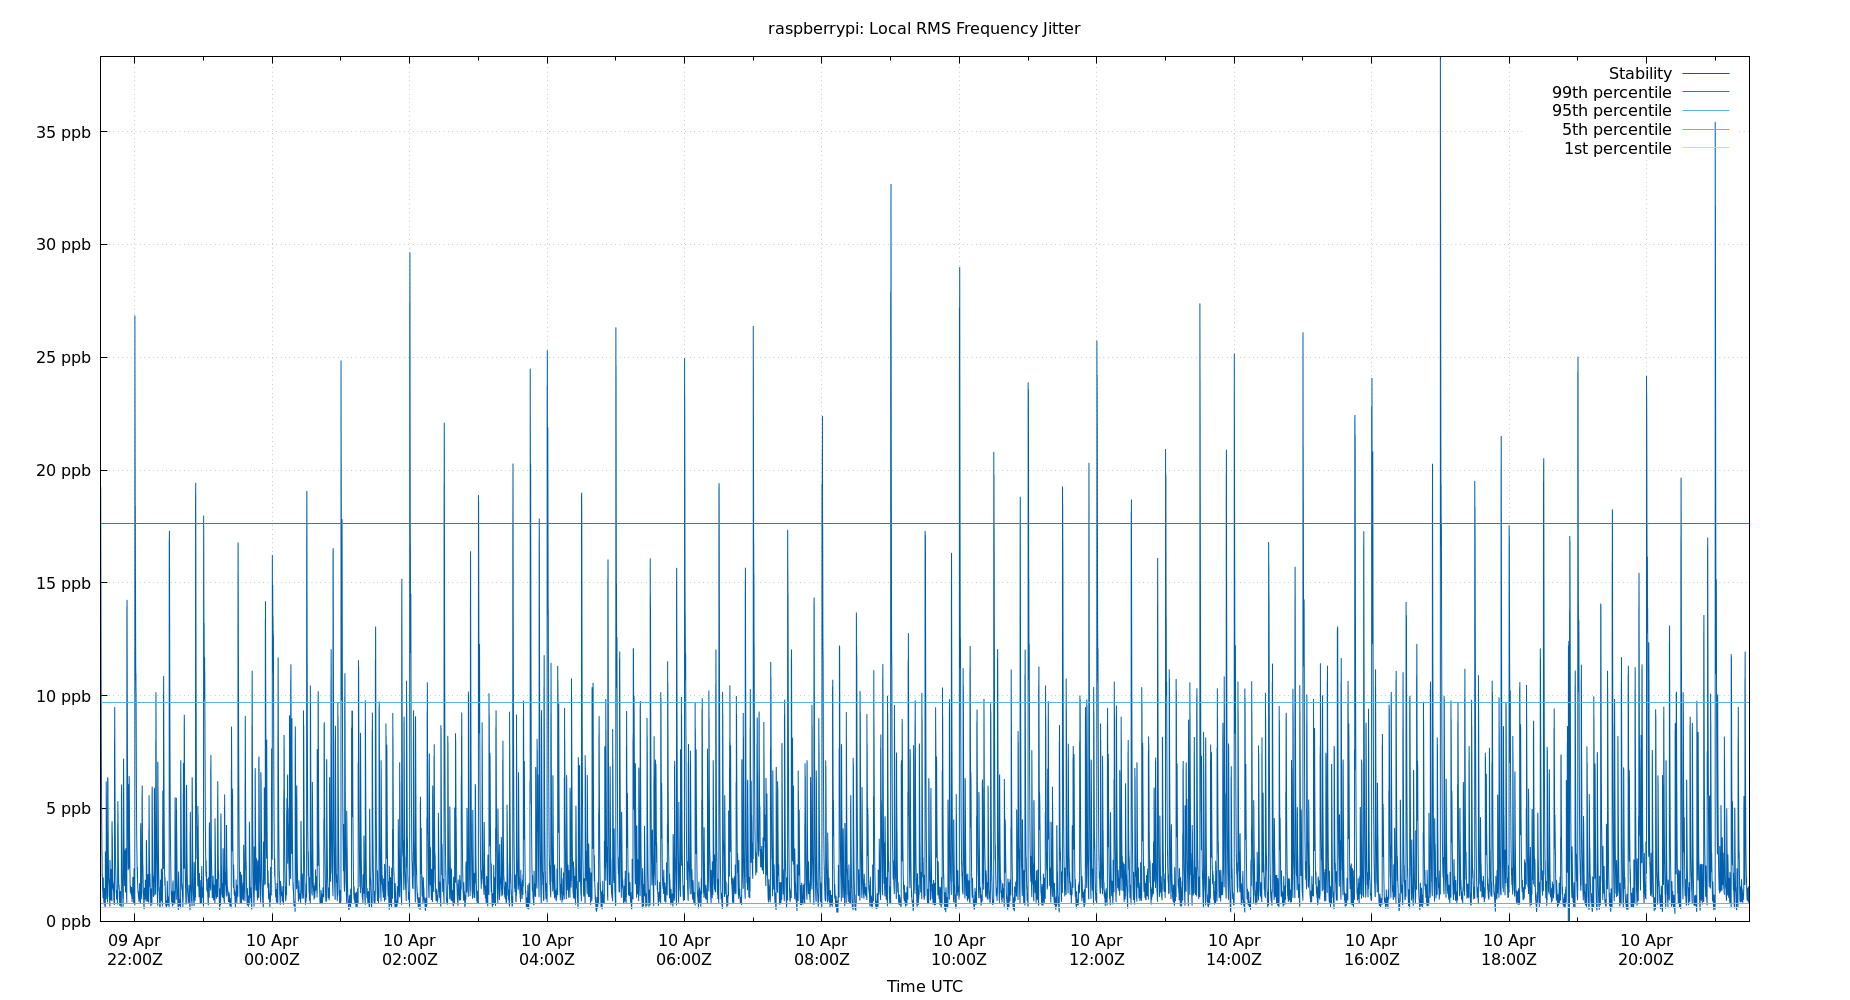 raspberrypi: Local RMS Frequency Jitter
Stability
99th percentile
95th percentile
5th percentile
1st percentile
35 ppb
30 ppb
25 ppb
20 ppb
15 ppb
10 ppb
5 ppb
0 ppb
09 Apr
22:00Z
10 Apr
00:00Z
10 Apr
02:00Z
10 Apr
04:00Z
10 Apr
06:00Z
10 Apr
08:00Z
10 Apr
10:00Z
10 Apr
12:00Z
10 Apr
14:00Z
10 Apr
16:00Z
10 Apr
18:00Z
10 Apr
20:00Z
Time UTC